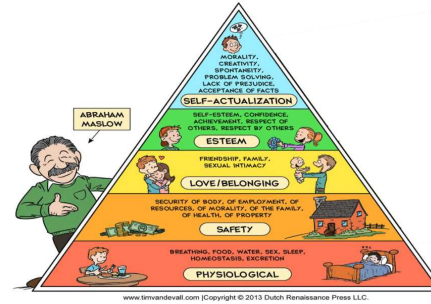 MORALITY,
CREATIVITY,
SPONTANEITY,
PROBLEM SOLVING,
LACK OF PREJUDICE,
ACCEPTANCE OF FACTS
SELF-ACTUALIZATION
SELF-ESTEEM, CONFIDENCE,
ACHIEVEMENT, RESPECT OF
OTHERS, RESPECT BY OTHERS
ESTEEM
ABRAHAM
MASLOW
FRIENDSHIP, FAMILY,
SEXUAL INTIMACY
LOVE/BELONGING
SECURITY OF BODY, OF EMPLOYMENT, OF
RESOURCES, OF MORALITY, OF THE FAMILY,
OF HEALTH, OF PROPERTY
SAFETY
BREATHING, FOOD, WATER, SEX, SLEEP,
HOMEOSTASIS, EXCRETION
PHYSIOLOGICAL
www.timvandevall.com |Copyright © 2013 Dutch Renaissance Press LLC.